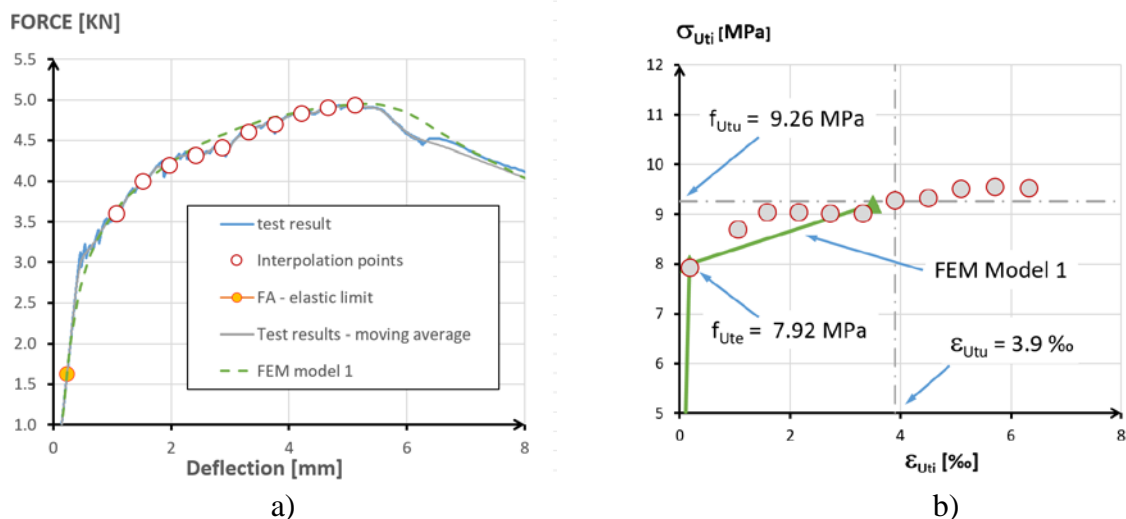 FORCE [KN]
5.5
5.0
4.5
4.0
3.5
3.0
2.5
2.0
1.5
1.0
0
2
4
6
8
Deflection [mm]
test result
Interpolation points
FA - elastic limit
Test results - moving average
FEM model 1
a)
σUti [MPa]
12
11
10
9
8
7
6
5
0
2
4
6
8
εUti [‰]
fUtu = 9.26 MPa
FEM Model 1
fUte = 7.92 MPa
εUtu = 3.9 ‰
b)